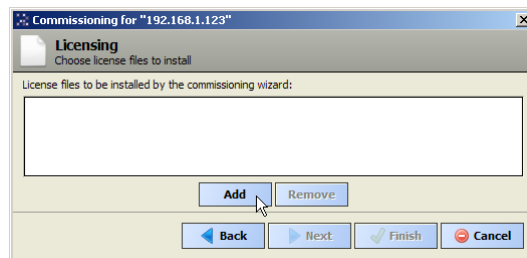 Commissioning for "192.168.1.123"
Licensing
Choose license files to install
License files to be installed by the commissioning wizard:
Add Remove
Back Next Finish Cancel